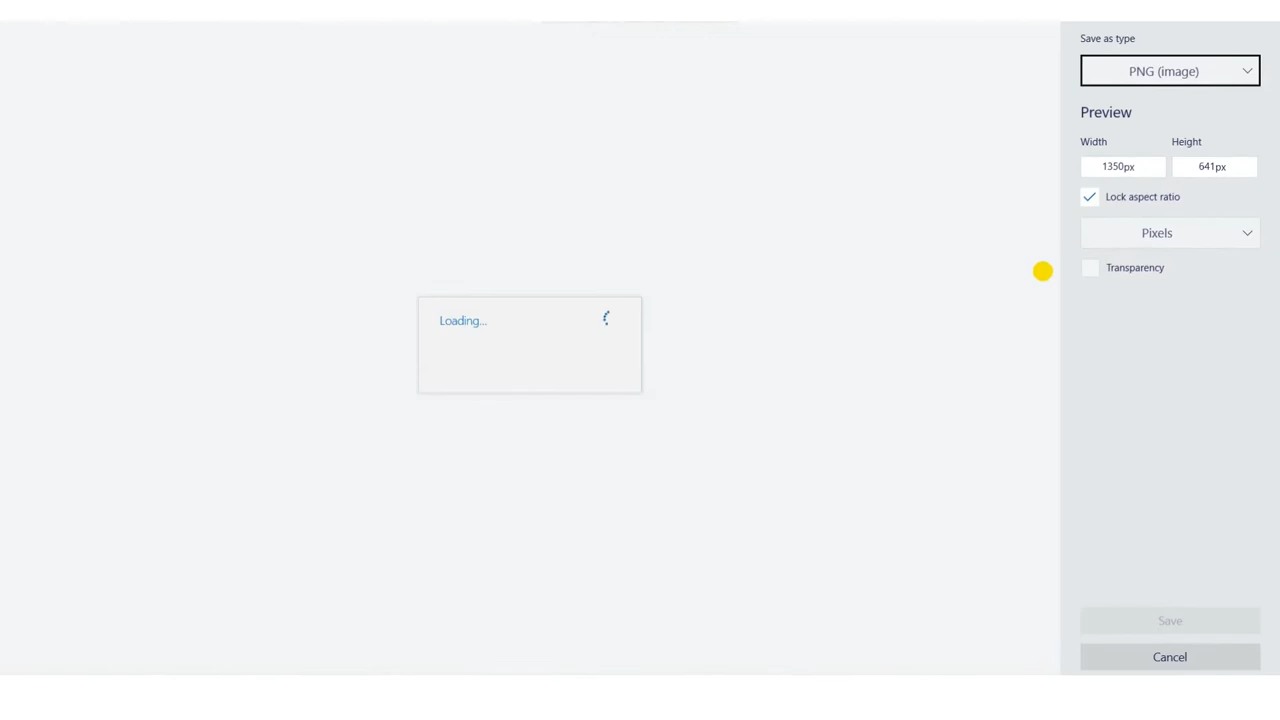 Save as type
PNG (image)
Preview
Width Height
1350px 641px
Lock aspect ratio
Pixels
Transparency
Loading...
Save
Cancel